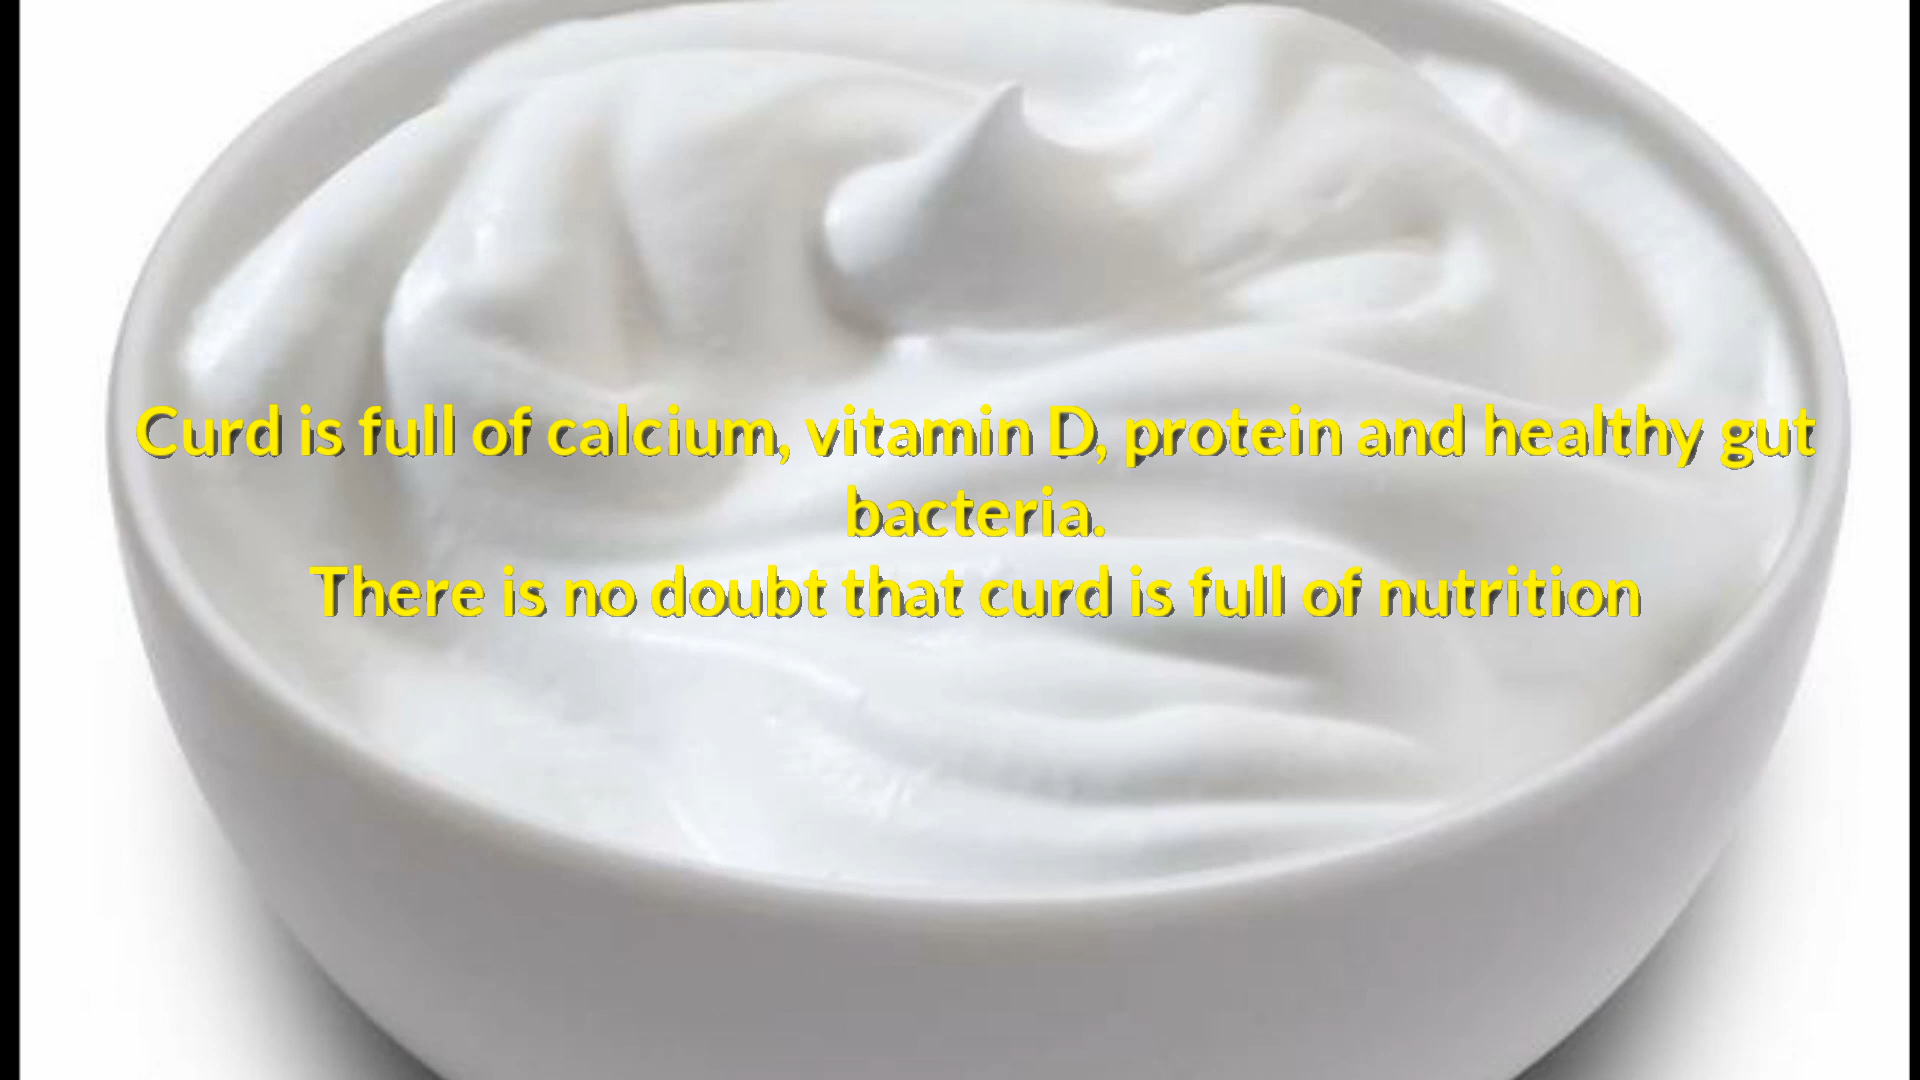 Curd is full of calcium, vitamin D, protein and healthy gut
bacteria.
There is no doubt that curd is full of nutrition